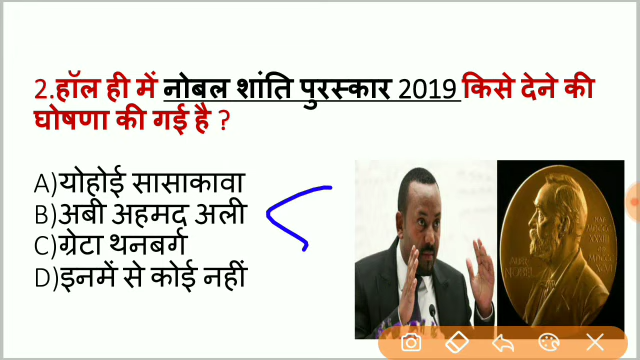 2.हॉल ही में नोबल शांति पुरस्कार 2019 किसे देने की
घोषणा की गई है ?
A)योहोई सासाकावा
B)अबी अहमद अली
C)ग्रेटा थनबर्ग
D)इनमें से कोई नहीं